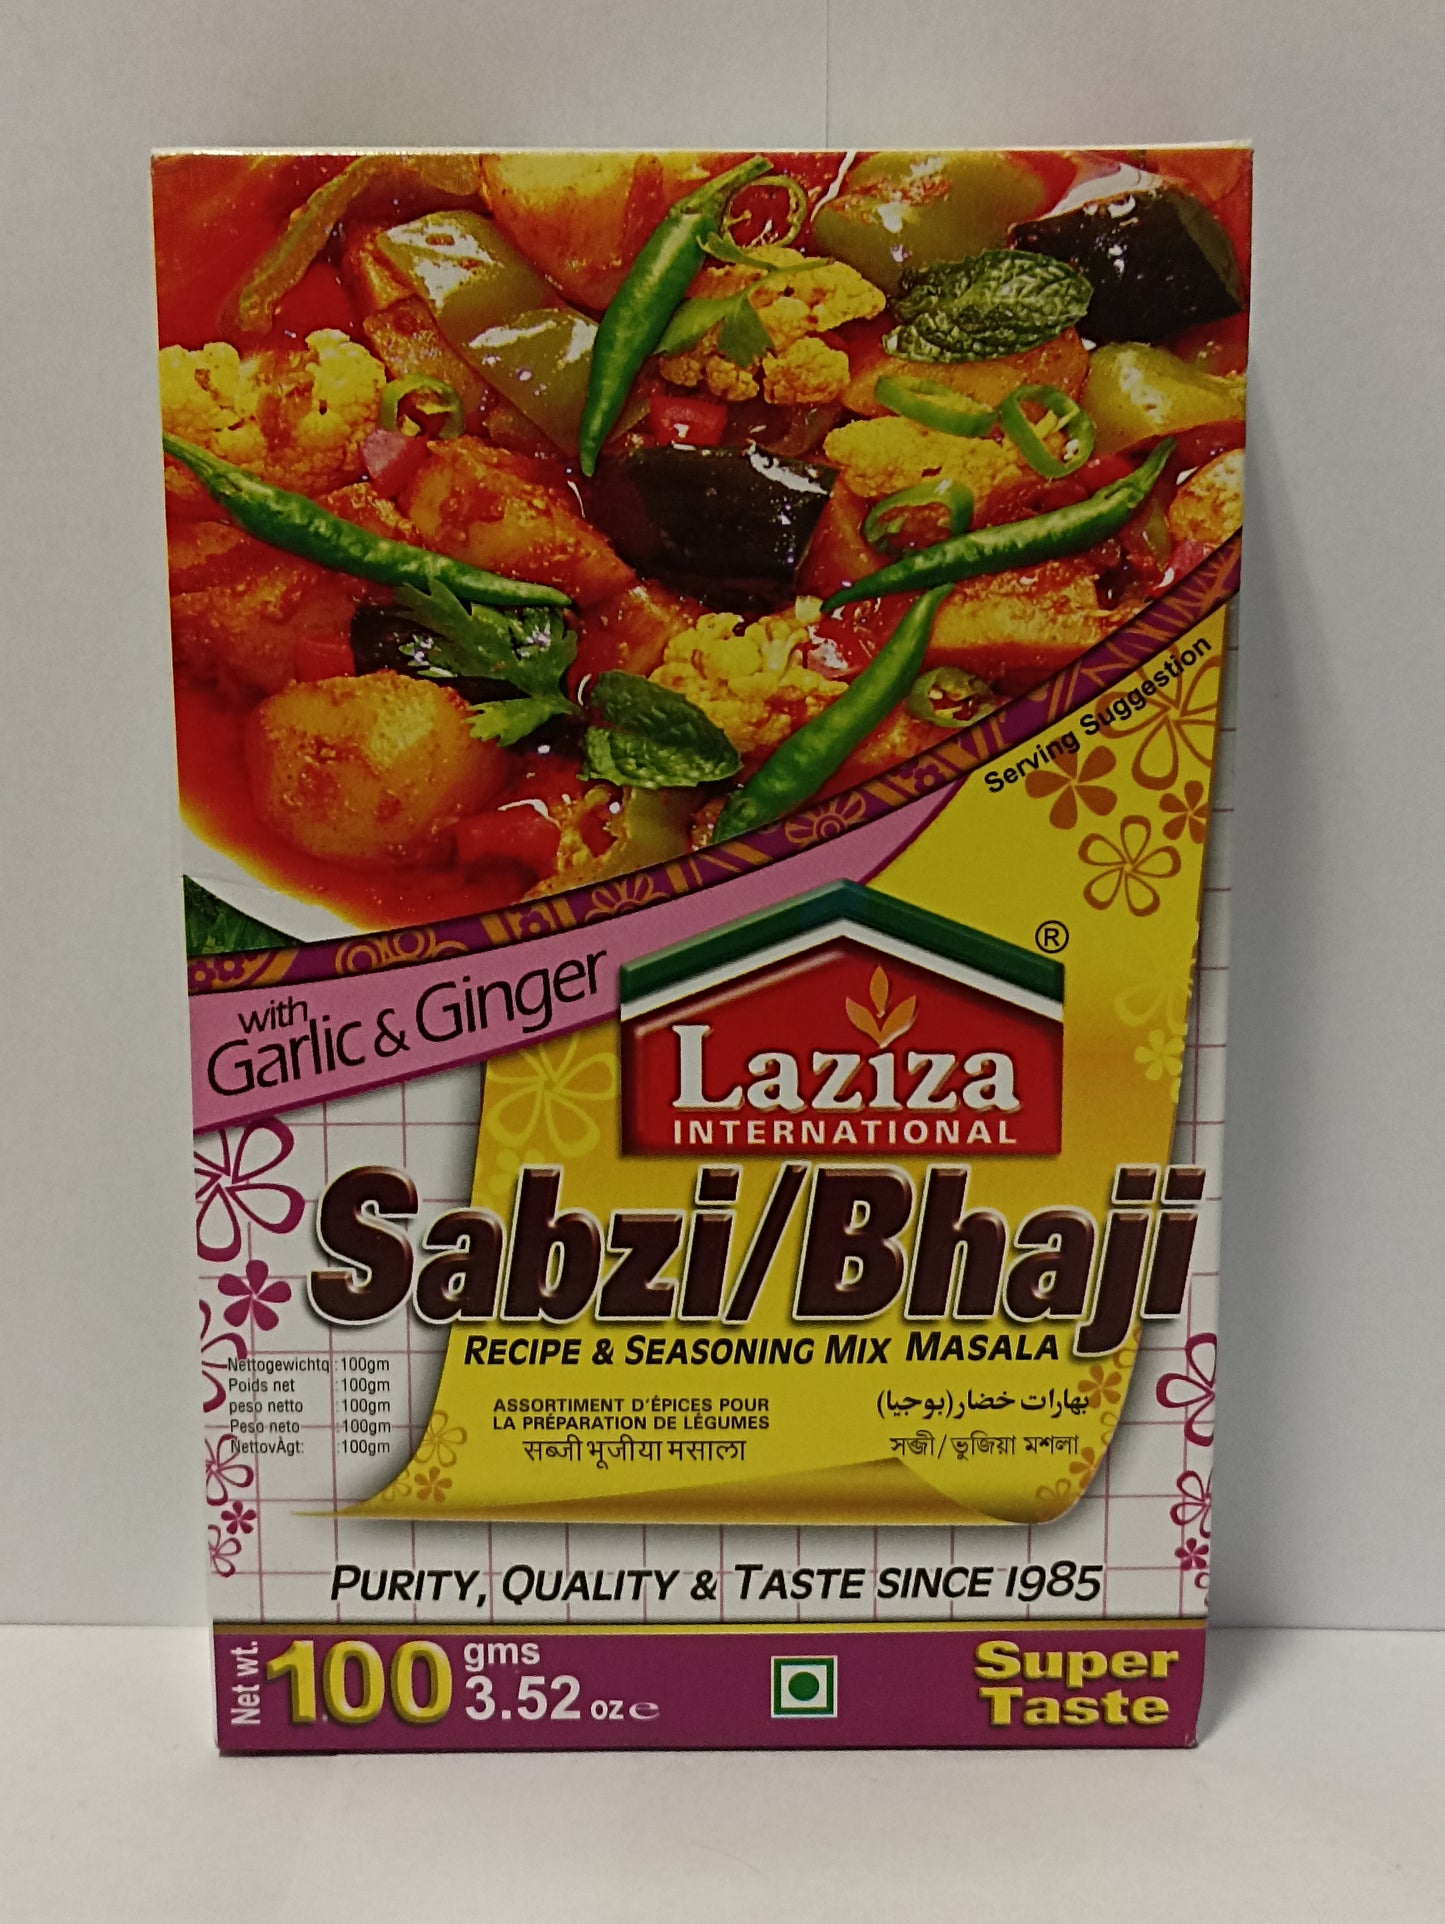 Serving Suggestion
with
Garlic & Ginger
®
Laziza
INTERNATIONAL
Sabzi/Bhaji
RECIPE & SEASONING MIX MASALA
Nettogewichtq :100gm
Poids net :100gm
peso netto :100gm
Peso neto :100gm
NettovÀgt: :100gm
ASSORTIMENT D'ÉPICES POUR
LA PRÉPARATION DE LÉGUMES
सब्जी भूजीया मसाला
بهارات خضار(بوجيا)
সব্জী/ভুজিয়া মশলা
PURITY, QUALITY & TASTE SINCE 1985
Net wt. 100 gms
3.52 oz e
Super
Taste